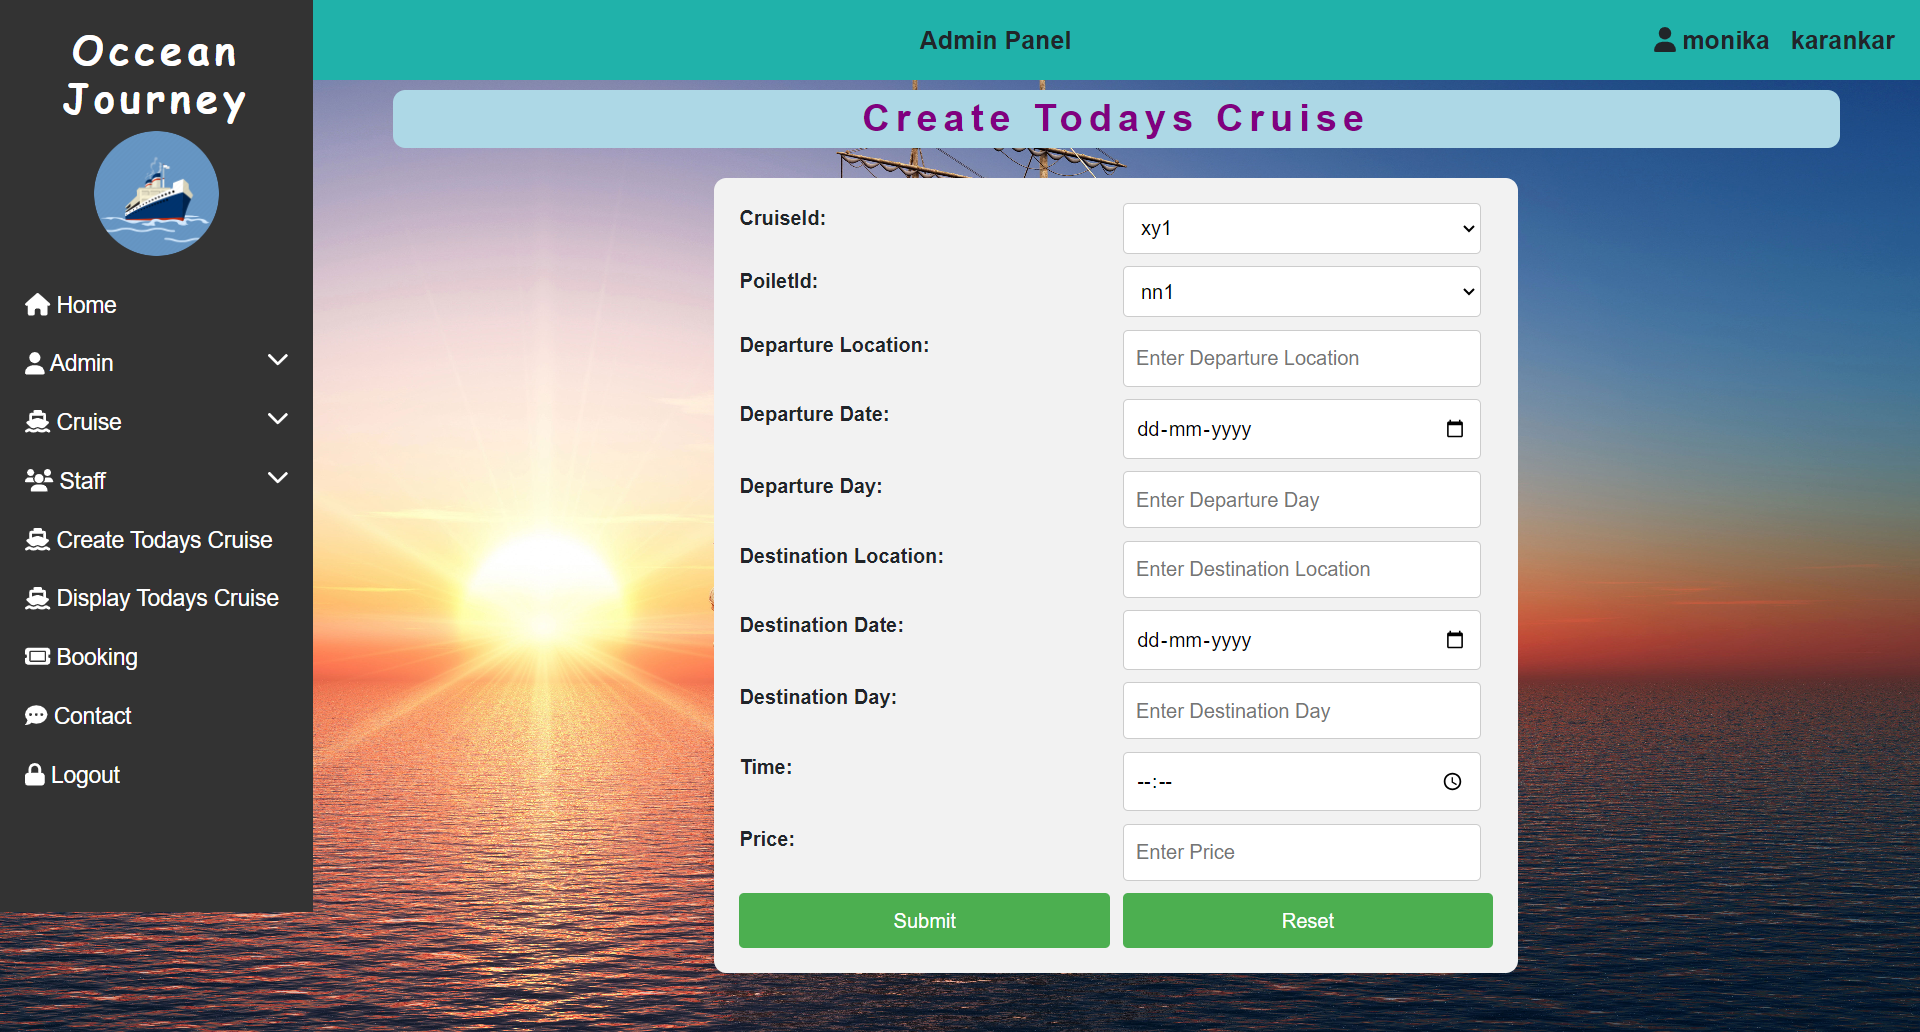 Occean
Journey
Home
Admin
Cruise
Staff
Create Todays Cruise
Display Todays Cruise
Booking
Contact
Logout
Admin Panel
monika karankar
Create Todays Cruise
CruiseId: xy1
PoiletId: nn1
Departure Location: Enter Departure Location
Departure Date: dd-mm-yyyy
Departure Day: Enter Departure Day
Destination Location: Enter Destination Location
Destination Date: dd-mm-yyyy
Destination Day: Enter Destination Day
Time: --:--
Price: Enter Price
Submit Reset